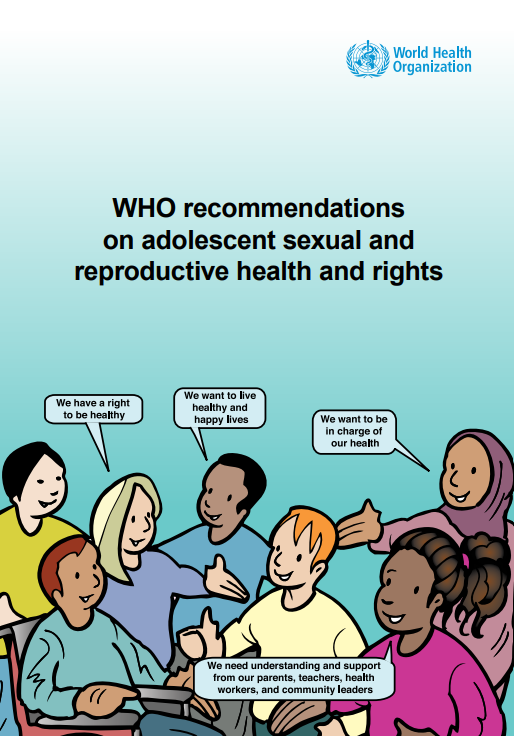 World Health
Organization
WHO recommendations
on adolescent sexual and
reproductive health and rights
We have a right
to be healthy
We want to live
healthy and
happy lives
We want to be
in charge of
our health
We need understanding and support
from our parents, teachers, health
workers, and community leaders